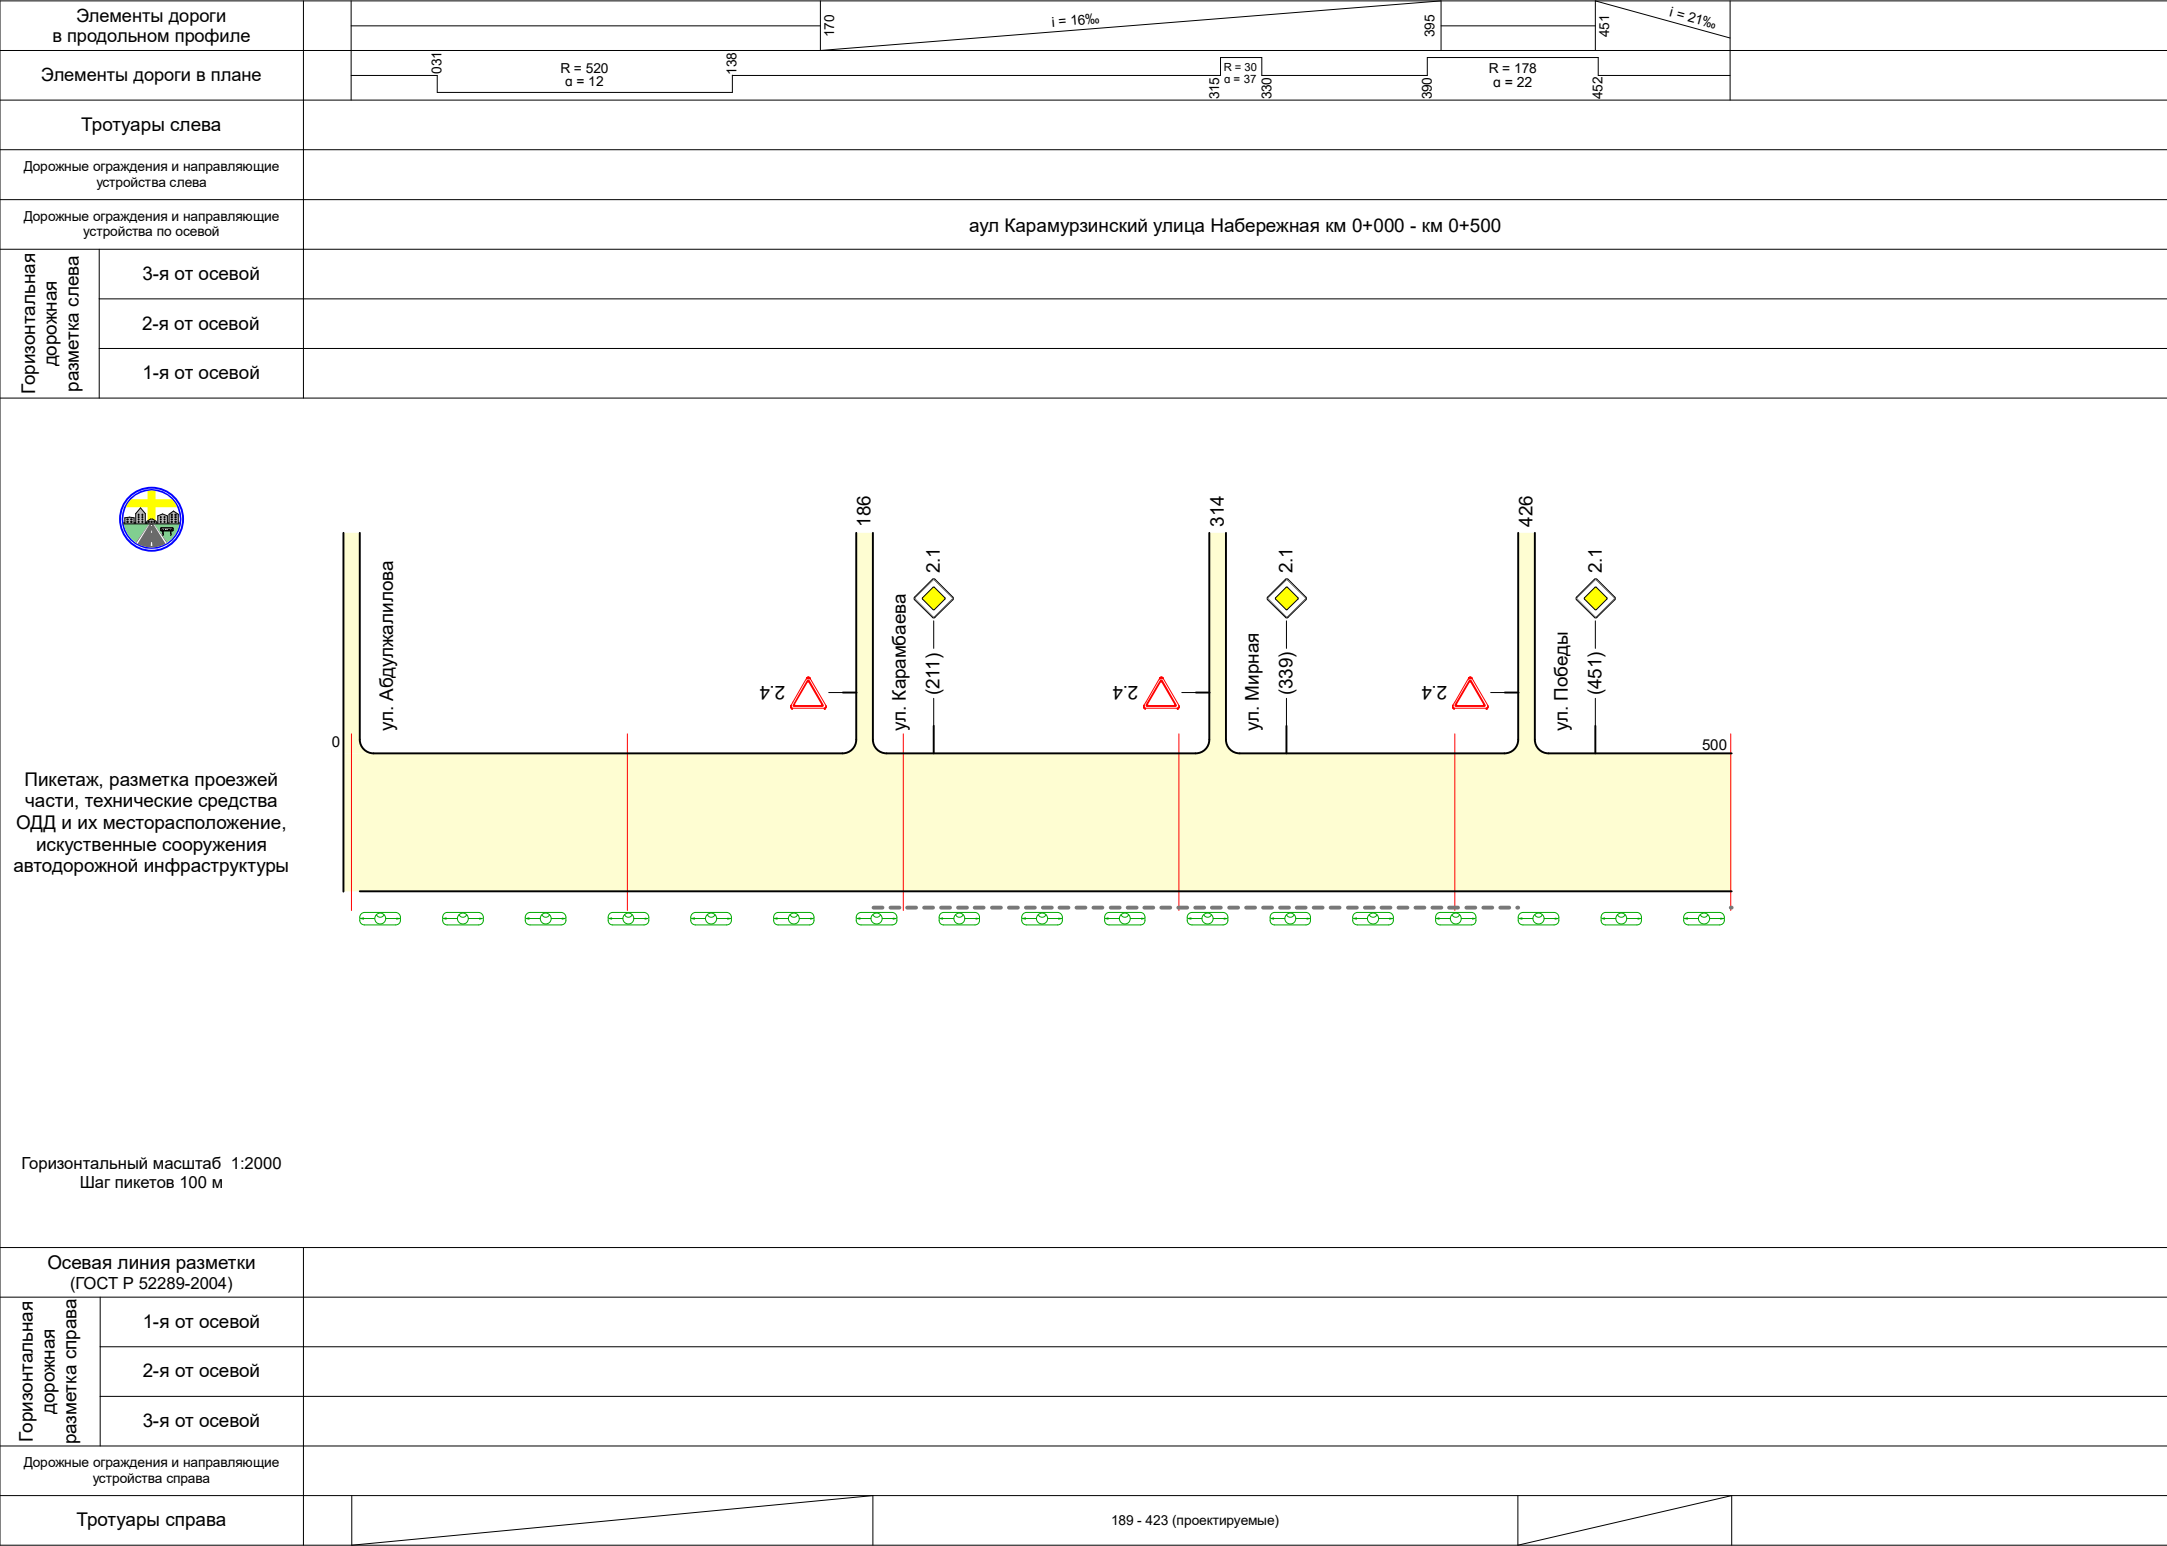 Элементы дороги
в продольном профиле
170
i = 16‰
395
451
i = 21‰
Элементы дороги в плане
031
R = 520
α = 12
138
315
R = 30
α = 37
330
390
R = 178
α = 22
452
Тротуары слева
Дорожные ограждения и направляющие
устройства слева
Дорожные ограждения и направляющие
устройства по осевой
аул Карамурзинский улица Набережная км 0+000 - км 0+500
Горизонтальная
дорожная
разметка слева
3-я от осевой
2-я от осевой
1-я от осевой
186
314
426
ул. Абдулжалилова
2.4
ул. Карамбаева
2.1
(211)
2.4
ул. Мирная
2.1
(339)
2.4
ул. Победы
2.1
(451)
0
500
Пикетаж, разметка проезжей
части, технические средства
ОДД и их месторасположение,
искуственные сооружения
автодорожной инфраструктуры
Горизонтальный масштаб 1:2000
Шаг пикетов 100 м
Осевая линия разметки
(ГОСТ Р 52289-2004)
Горизонтальная
дорожная
разметка справа
1-я от осевой
2-я от осевой
3-я от осевой
Дорожные ограждения и направляющие
устройства справа
Тротуары справа
189 - 423 (проектируемые)